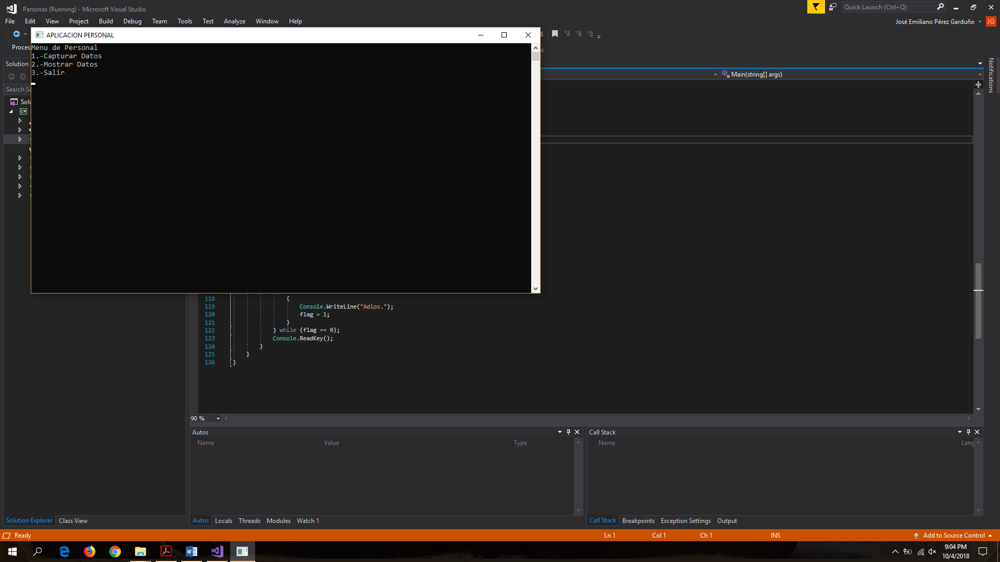 Personas (Running) - Microsoft Visual Studio
Quick Launch (Ctrl+Q)
File Edit View Project Build Debug Team Tools Test Analyze Window Help
José Emiliano Pérez Garduño JG
APLICACION PERSONAL
Menu de Personal
1.-Capturar Datos
2.-Mostrar Datos
3.-Salir
Solution
Main(string[] args)
Notifications
118 {
119 Console.WriteLine("Adios.");
120 flag = 1;
121 }
122 } while (flag == 0);
123 Console.ReadKey();
124 }
125 }
126 }
90 %
Autos
Name Value Type
Call Stack
Name Lang
Solution Explorer Class View
Autos Locals Threads Modules Watch 1
Call Stack Breakpoints Exception Settings Output
Ready
Ln 1 Col 1 Ch 1 INS
Add to Source Control
9:04 PM
10/4/2018